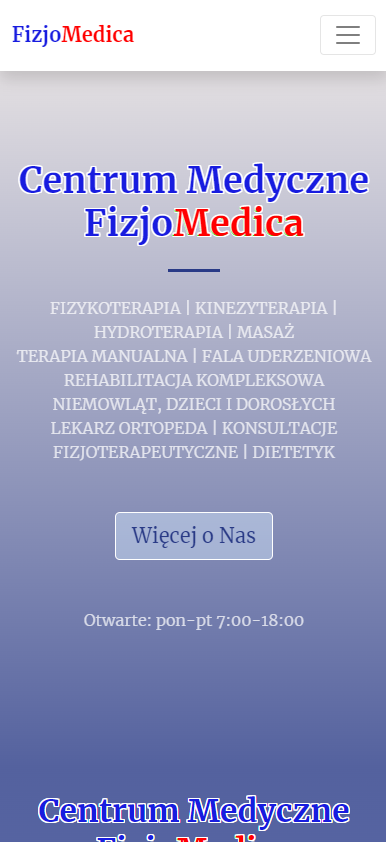 FizjoMedica
Centrum Medyczne
FizjoMedica
FIZYKOTERAPIA | KINEZYTERAPIA |
HYDROTERAPIA | MASAŻ
TERAPIA MANUALNA | FALA UDERZENIOWA
REHABILITACJA KOMPLEKSOWA
NIEMOWLĄT, DZIECI I DOROSŁYCH
LEKARZ ORTOPEDA | KONSULTACJE
FIZJOTERAPEUTYCZNE | DIETETYK
Więcej o Nas
Otwarte: pon-pt 7:00-18:00
Centrum Medyczne